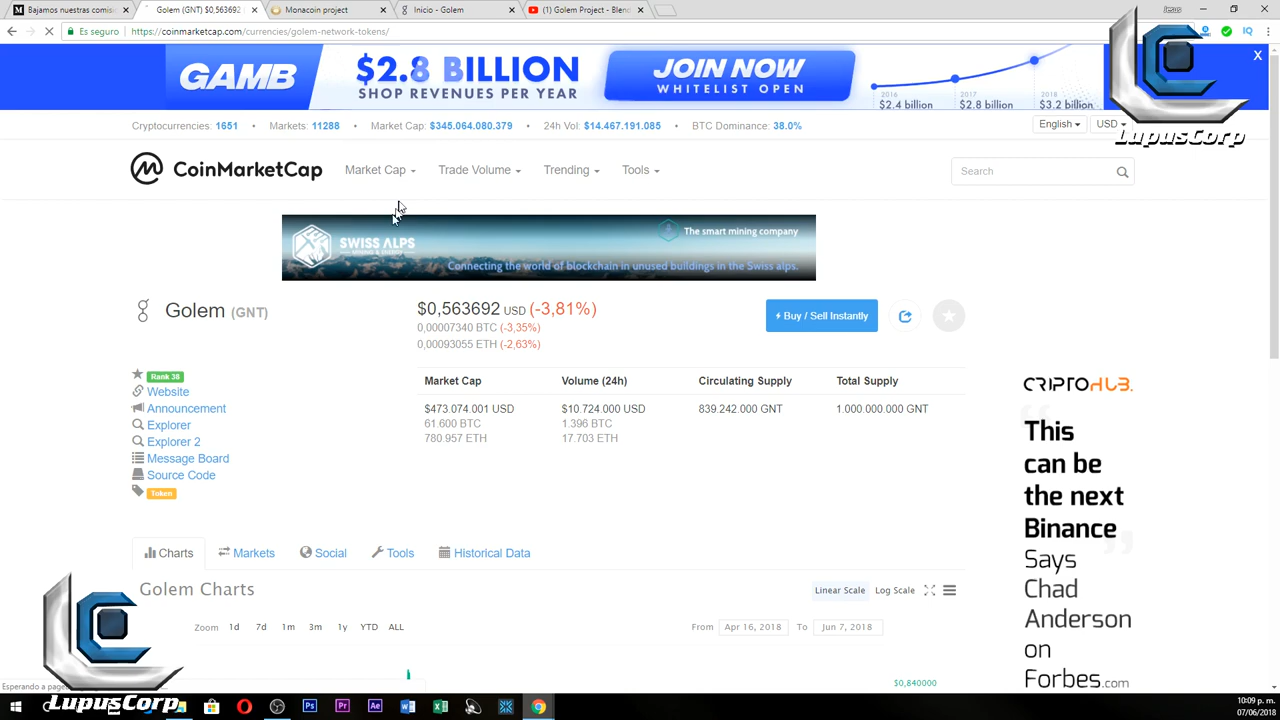 Bajamos nuestras comisi
Golem (GNT) $0,563692
Monacoin project
Inicio - Golem
(1) Golem Project - Blend
Jesus
Es seguro
https://coinmarketcap.com/currencies/golem-network-tokens/
GAMB
$2.8 BILLION
SHOP REVENUES PER YEAR
JOIN NOW
WHITELIST OPEN
2016
$2.4 billion
2017
$2.8 billion
2018
$3.2 billion
X
LupusCorp
Cryptocurrencies: 1651 • Markets: 11288 • Market Cap: $345.064.080.379 • 24h Vol: $14.467.191.085 • BTC Dominance: 38.0%
English
USD
CoinMarketCap
Market Cap
Trade Volume
Trending
Tools
Search
SWISS ALPS
The smart mining company
Connecting the world of blockchain in unused buildings in the Swiss alps.
Golem (GNT)
$0,563692 USD (-3,81%)
0,00007340 BTC (-3,35%)
0,00093055 ETH (-2,63%)
Buy / Sell Instantly
Rank 38
Website
Announcement
Explorer
Explorer 2
Message Board
Source Code
Token
Market Cap
$473.074.001 USD
61.600 BTC
780.957 ETH
Volume (24h)
$10.724.000 USD
1.396 BTC
17.703 ETH
Circulating Supply
839.242.000 GNT
Total Supply
1.000.000.000 GNT
CRIPTOHUB.
This
can be
the next
Binance
Says
Chad
Anderson
on
Forbes.com
Charts
Markets
Social
Tools
Historical Data
Golem Charts
Linear Scale
Log Scale
Zoom 1d 7d 1m 3m 1y YTD ALL
From Apr 16, 2018 To Jun 7, 2018
$0,840000
Esperando a
LupusCorp
10:09 p. m.
07/06/2018